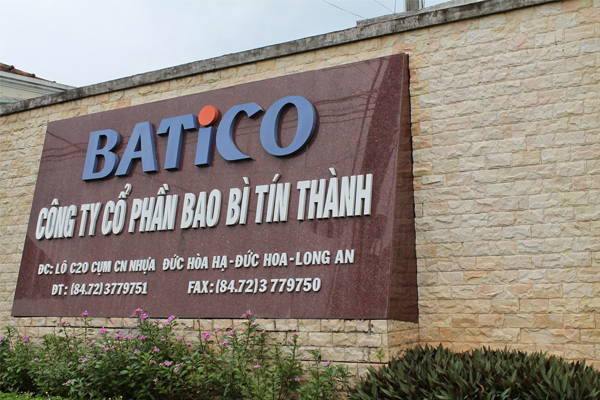 BATiCO
CÔNG TY CỔ PHẦN BAO BÌ TÍN THÀNH
ĐC: LÔ C20 CỤM CN NHỰA ĐỨC HÒA HẠ-ĐỨC HOA-LONG AN
ĐT: (84.72)3779751 FAX: (84.72)3 779750